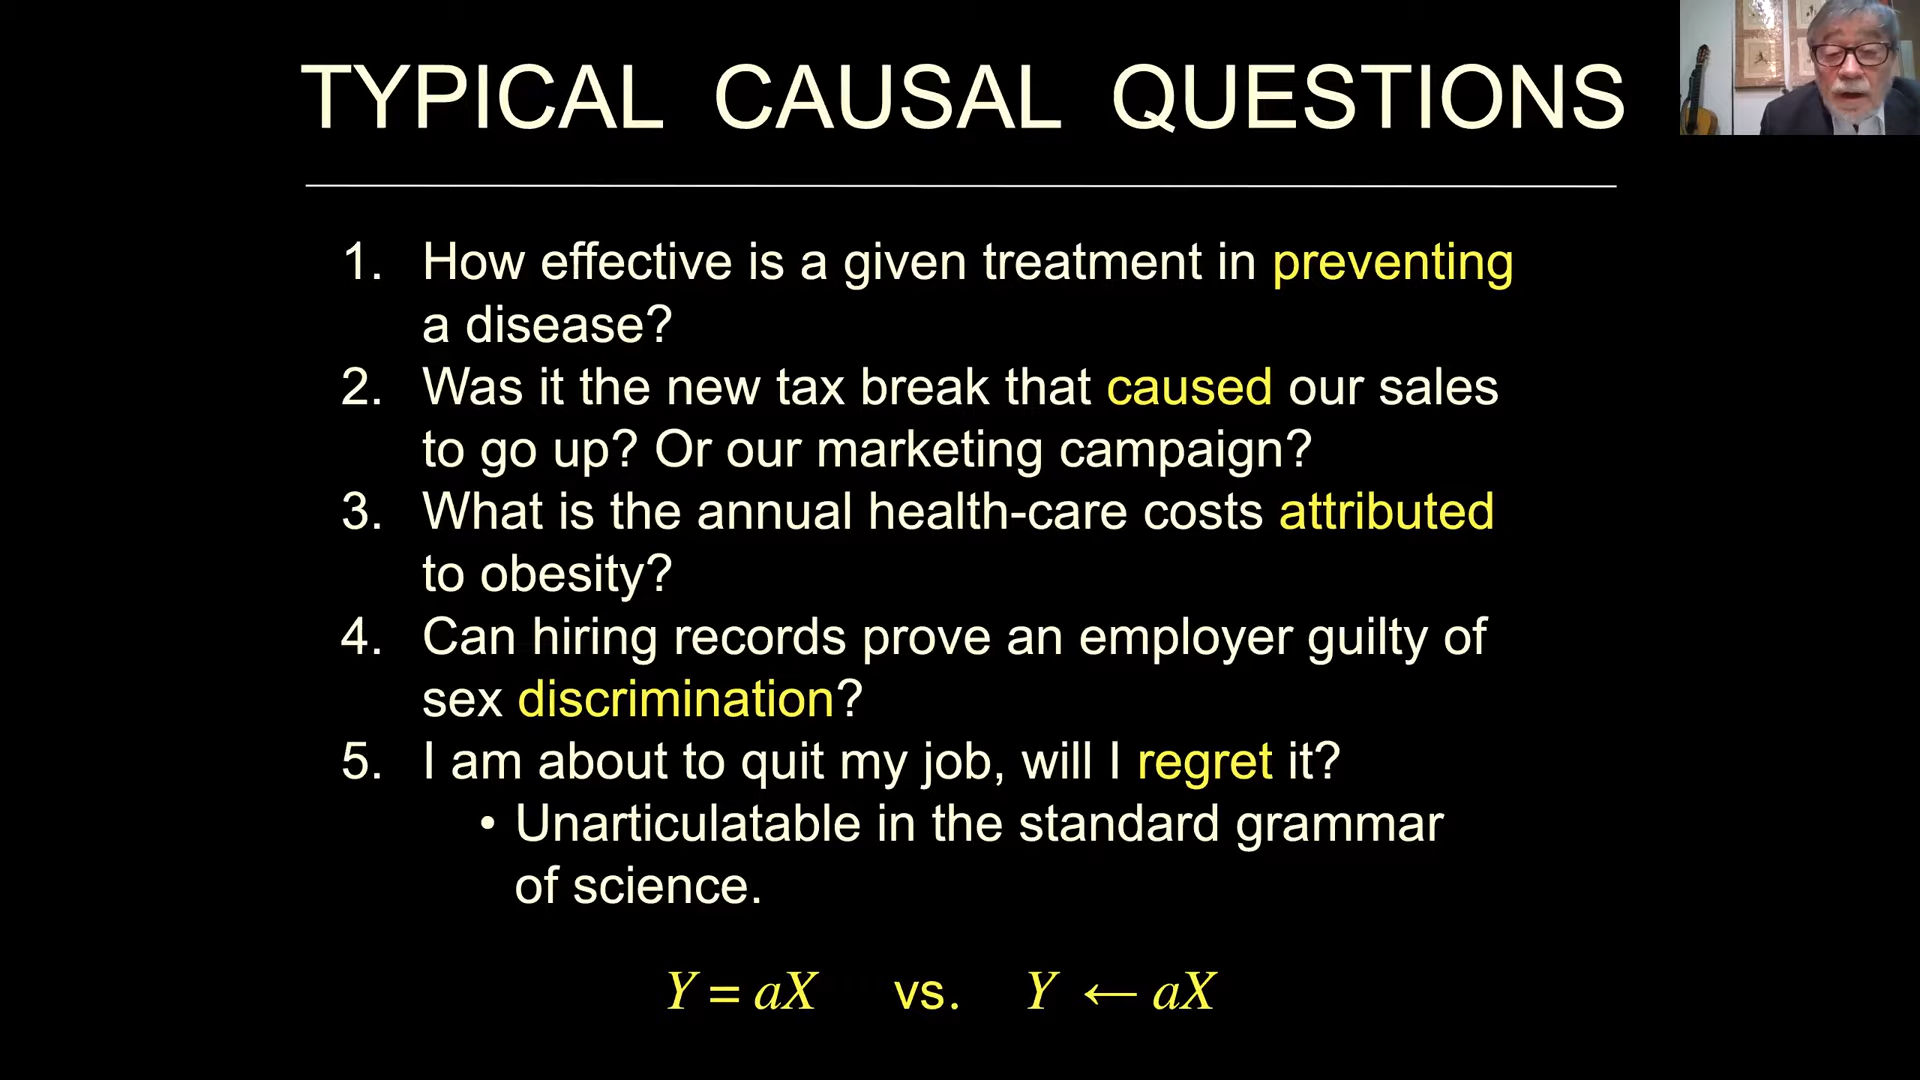 TYPICAL CAUSAL QUESTIONS
1. How effective is a given treatment in preventing
a disease?
2. Was it the new tax break that caused our sales
to go up? Or our marketing campaign?
3. What is the annual health-care costs attributed
to obesity?
4. Can hiring records prove an employer guilty of
sex discrimination?
5. I am about to quit my job, will I regret it?
• Unarticulatable in the standard grammar
of science.
Y = aX vs. Y ← aX